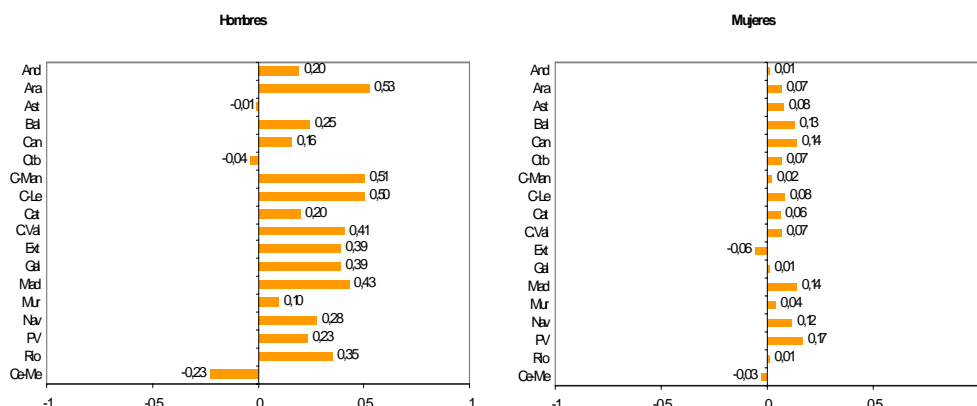 Hombres
And 0,20
Ara 0,53
Ast -0,01
Bal 0,25
Can 0,16
Ctb -0,04
C-Man 0,51
C-Le 0,50
Cat 0,20
C.Val 0,41
Ext 0,39
Gal 0,39
Mad 0,43
Mur 0,10
Nav 0,28
PV 0,23
Rio 0,35
Ce-Me -0,23
-1 -0,5 0 0,5 1
Mujeres
And 0,01
Ara 0,07
Ast 0,08
Bal 0,13
Can 0,14
Ctb 0,07
C-Man 0,02
C-Le 0,08
Cat 0,06
C.Val 0,07
Ext -0,06
Gal 0,01
Mad 0,14
Mur 0,04
Nav 0,12
PV 0,17
Rio 0,01
Ce-Me -0,03
-1 -0,5 0 0,5 1